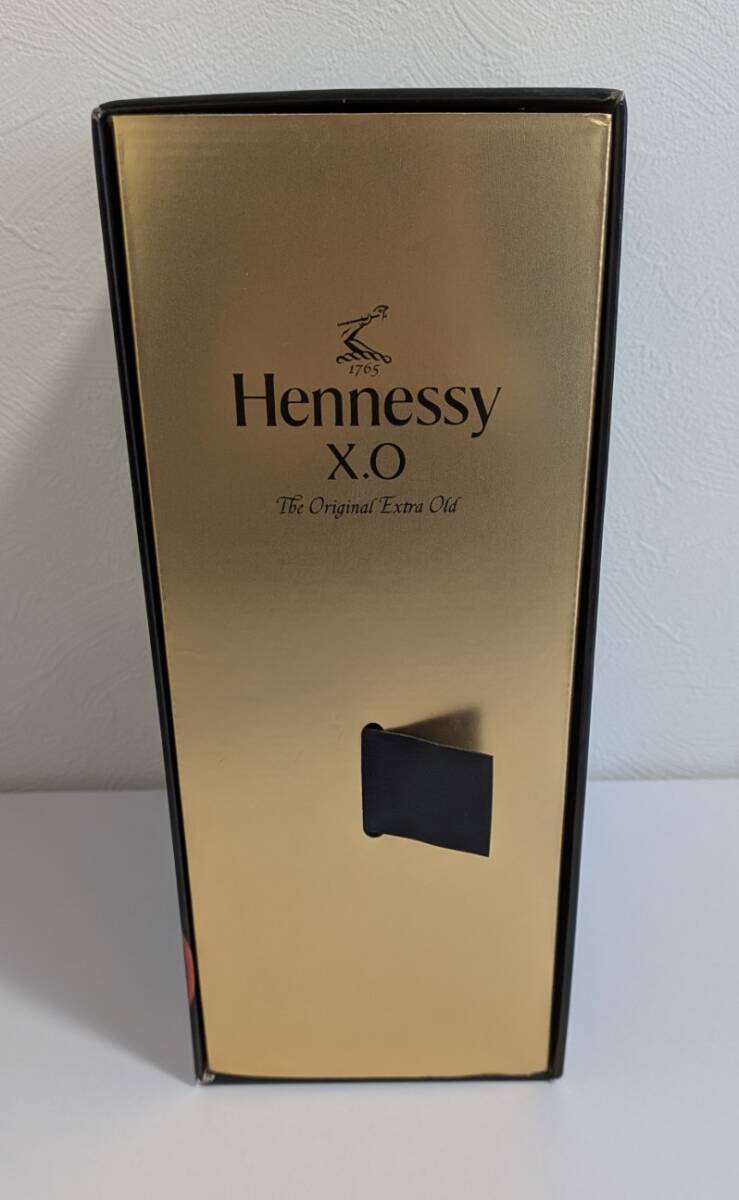 1765
Hennessy
X.O
The Original Extra Old